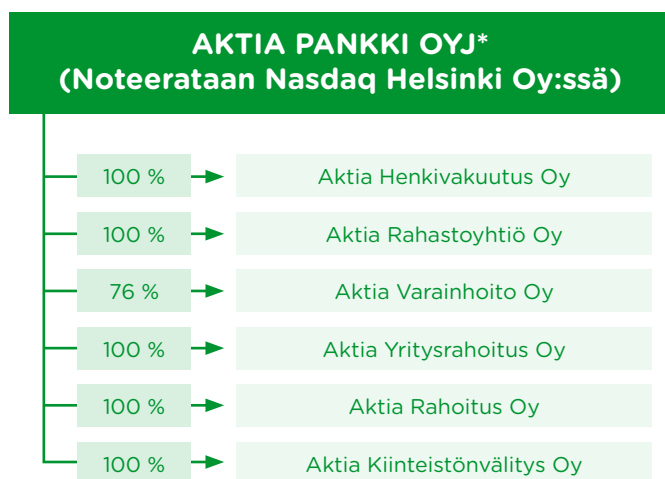 AKTIA PANKKI OYJ*
(Noteerataan Nasdaq Helsinki Oy:ssä)
100 % Aktia Henkivakuutus Oy
100 % Aktia Rahastoyhtiö Oy
76 % Aktia Varainhoito Oy
100 % Aktia Yritysrahoitus Oy
100 % Aktia Rahoitus Oy
100 % Aktia Kiinteistönvälitys Oy